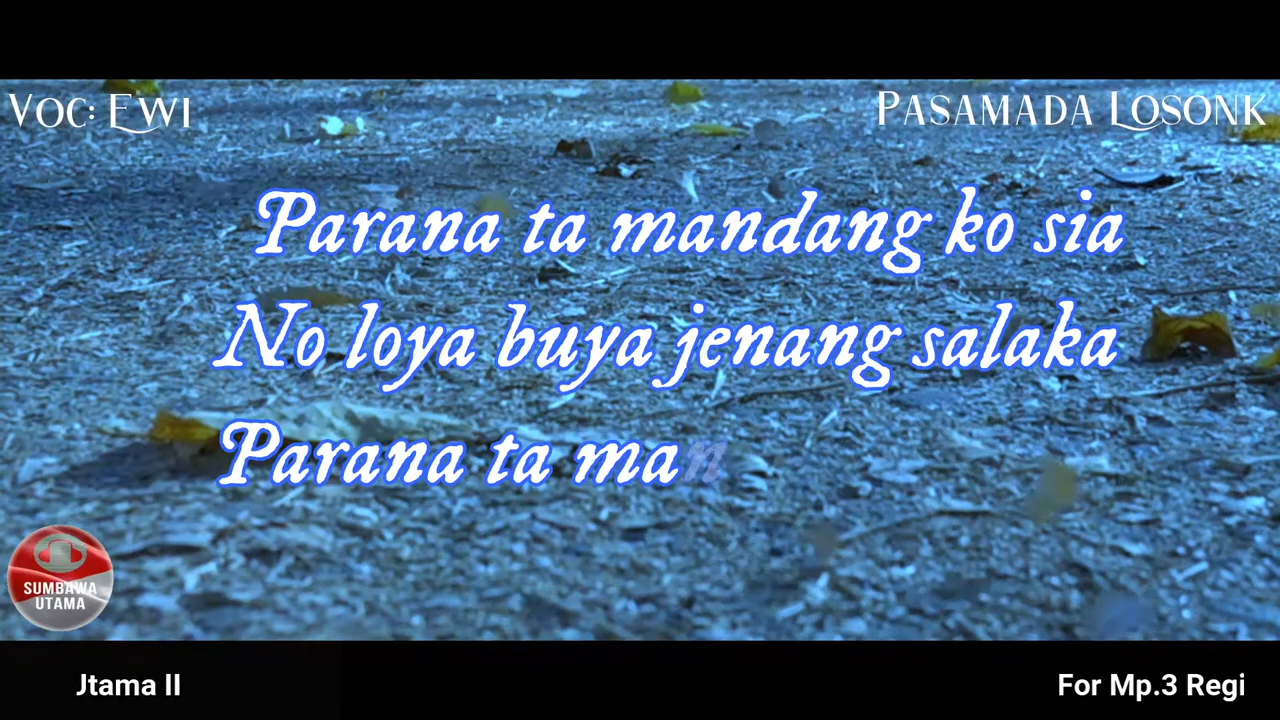 Voc: Ewi
Pasamada Losonk
Parana ta mandang ko sia
No loya buya jenang salaka
Parana ta man
SUMBAWA
UTAMA
Jtama II
For Mp.3 Regi